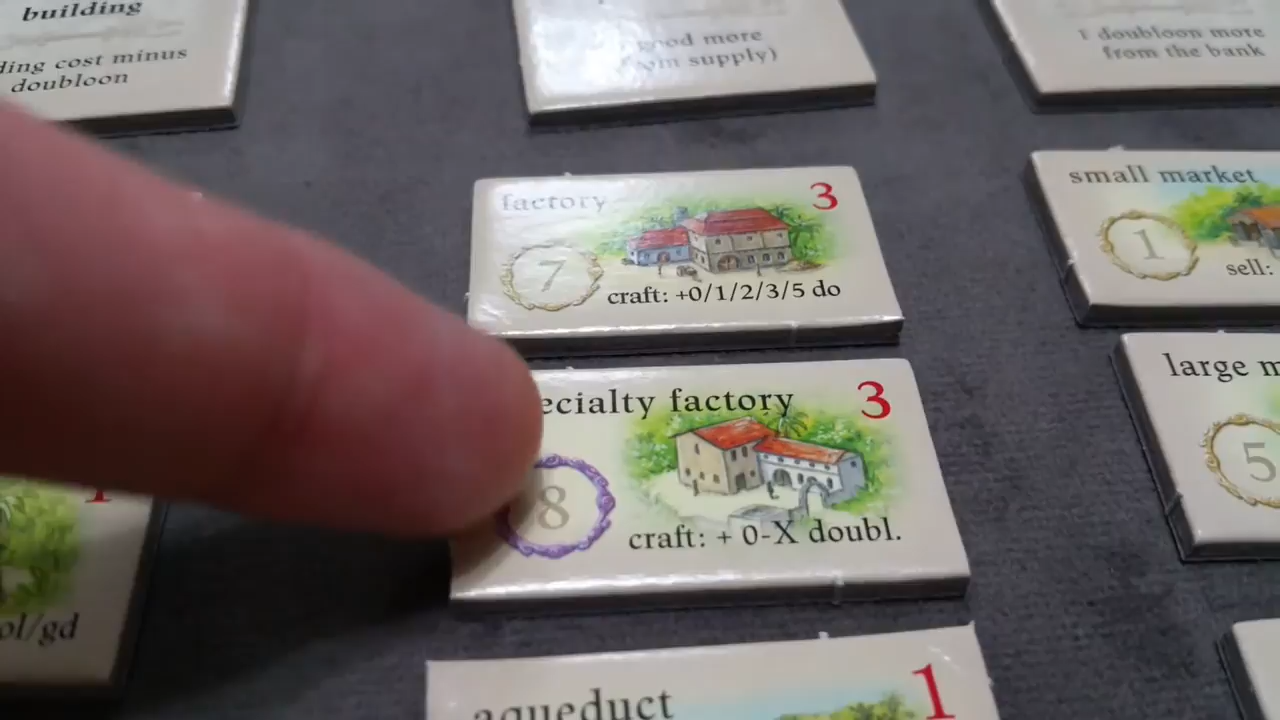 building
ding cost minus
doubloon
good more
from supply)
1 doubloon more
from the bank
factory
3
7
craft: +0/1/2/3/5 do
small market
1
sell:
ecialty factory
3
8
craft: + 0-X doubl.
large m
5
1
ol/gd
aqueduct
1